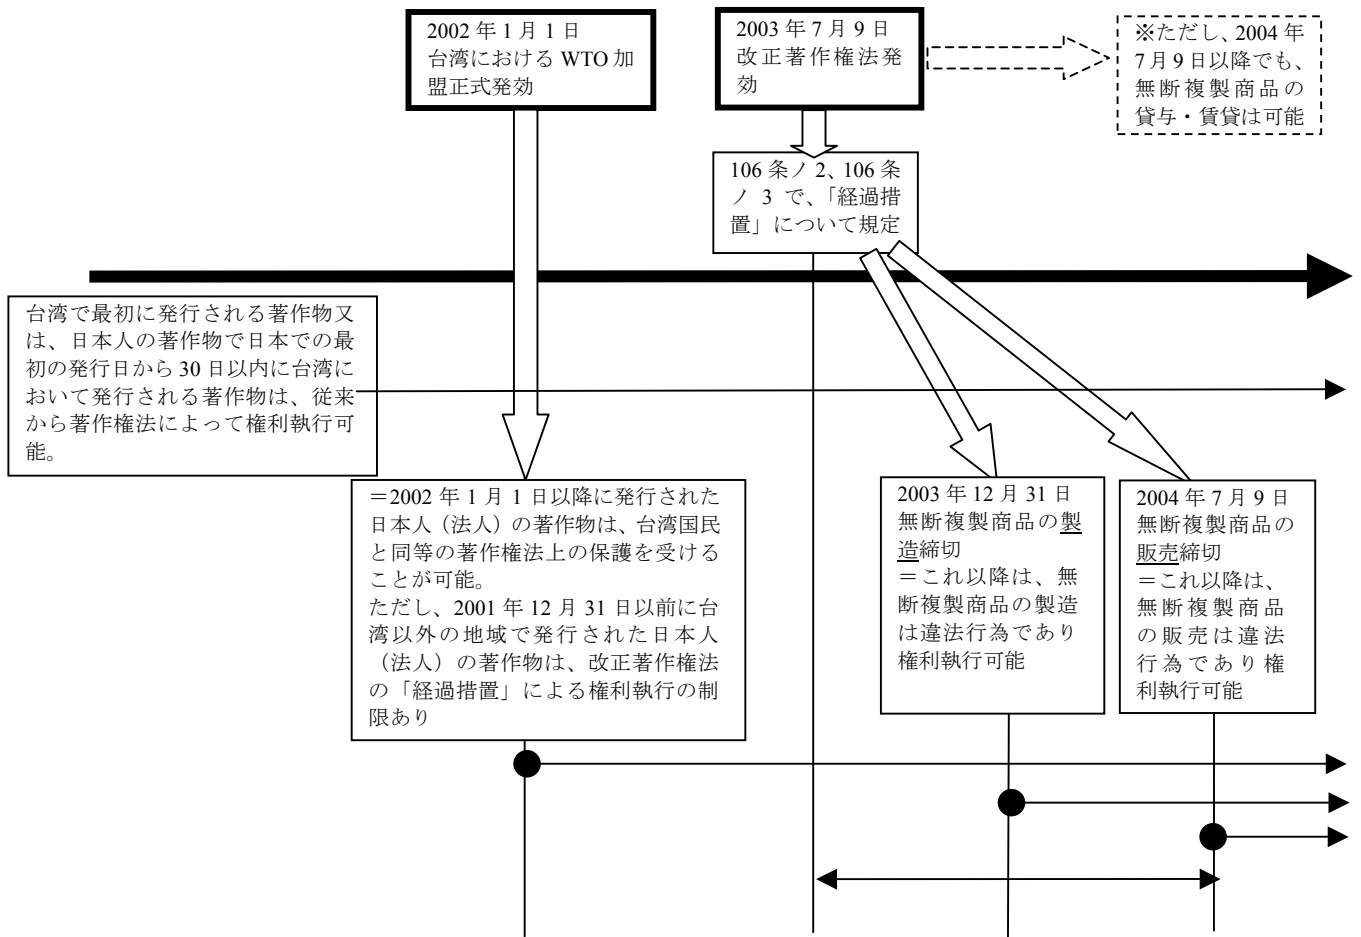 2002 年 1 月 1 日
台湾における WTO 加
盟正式発効
2003 年 7 月 9 日
改正著作権法発
効
※ただし、2004 年
7 月 9 日以降でも、
無断複製商品の
貸与・賃貸は可能
106 条ノ 2、106 条
ノ 3 で、「経過措
置」について規定
台湾で最初に発行される著作物又
は、日本人の著作物で日本での最
初の発行日から 30 日以内に台湾に
おいて発行される著作物は、従来
から著作権法によって権利執行可
能。
＝2002 年 1 月 1 日以降に発行された
日本人（法人）の著作物は、台湾国民
と同等の著作権法上の保護を受ける
ことが可能。
ただし、2001 年 12 月 31 日以前に台
湾以外の地域で発行された日本人
（法人）の著作物は、改正著作権法
の「経過措置」による権利執行の制
限あり
2003 年 12 月 31 日
無断複製商品の製
造締切
＝これ以降は、無
断複製商品の製造
は違法行為であり
権利執行可能
2004 年 7 月 9 日
無断複製商品の
販売締切
＝これ以降は、
無断複製商品
の販売は違法
行為であり権
利執行可能